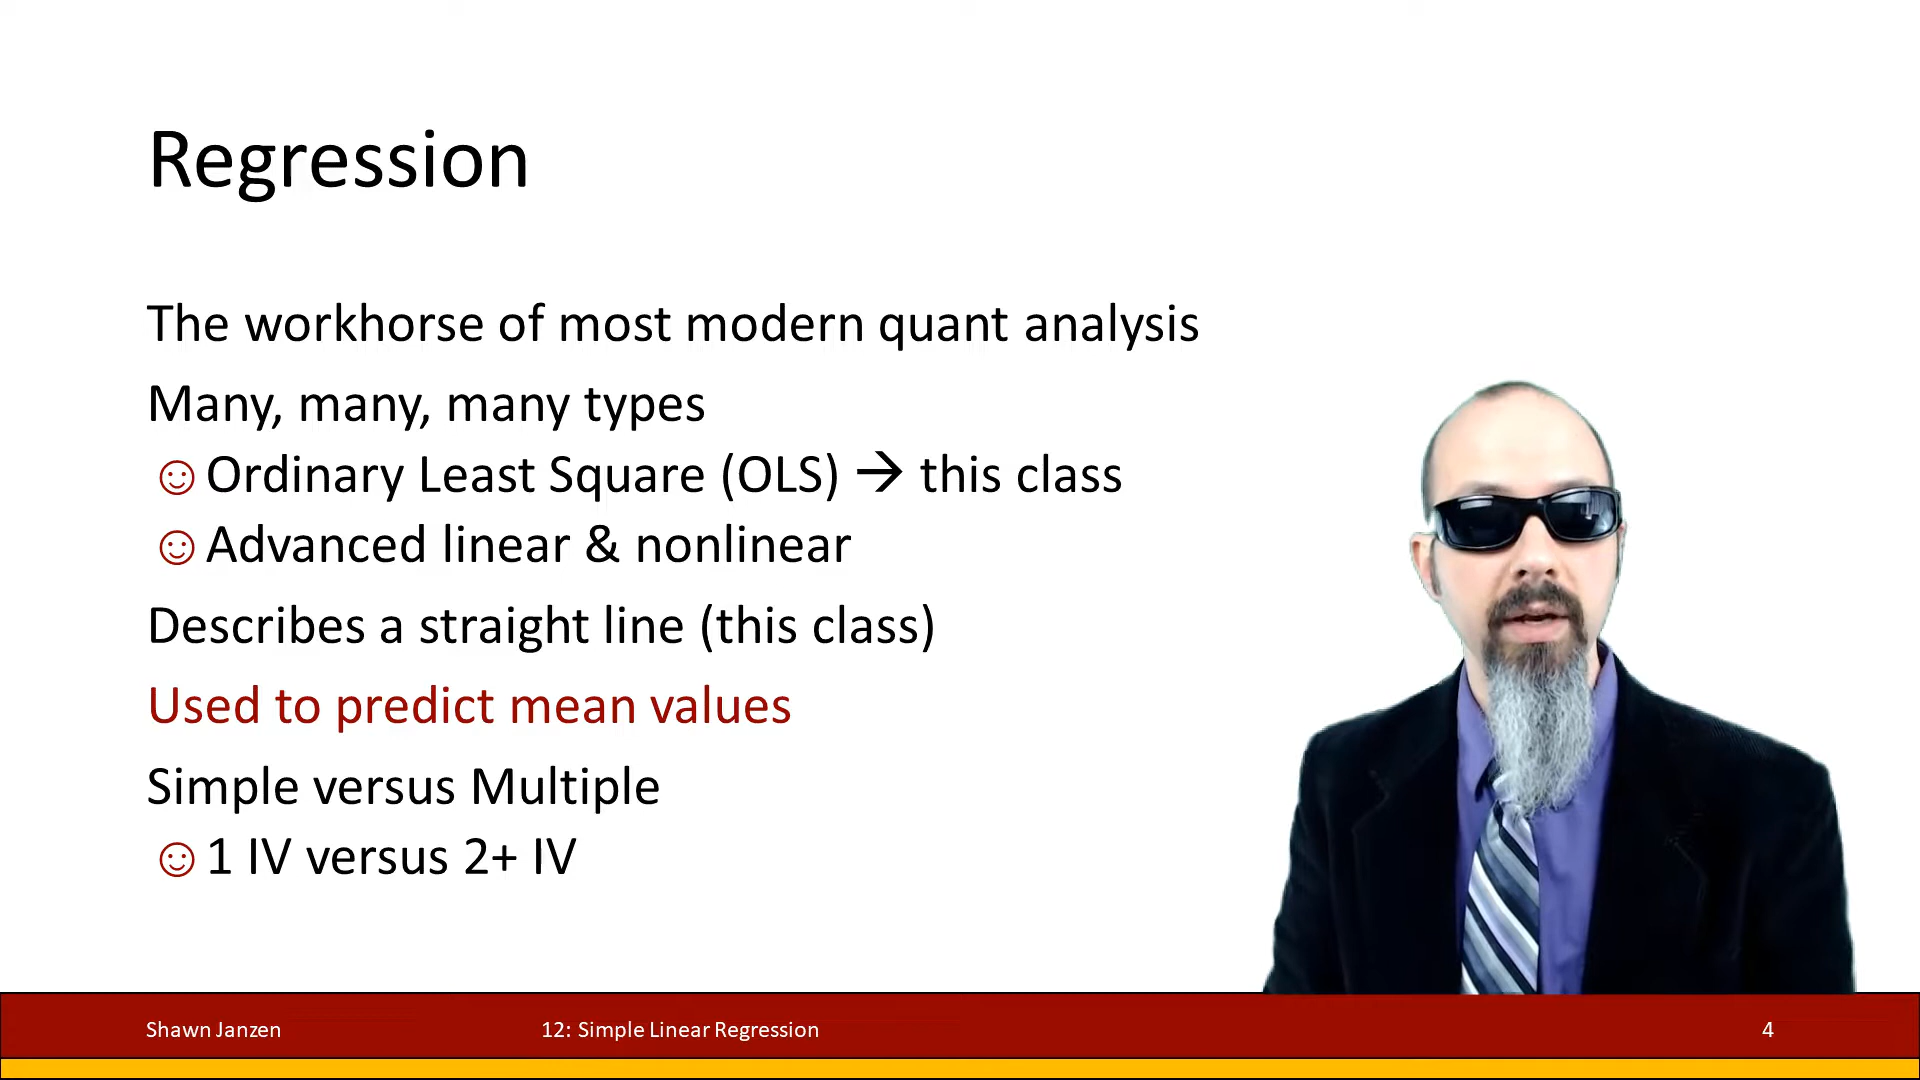 Regression
The workhorse of most modern quant analysis
Many, many, many types
☺Ordinary Least Square (OLS) → this class
☺Advanced linear & nonlinear
Describes a straight line (this class)
Used to predict mean values
Simple versus Multiple
☺1 IV versus 2+ IV
Shawn Janzen
12: Simple Linear Regression
4